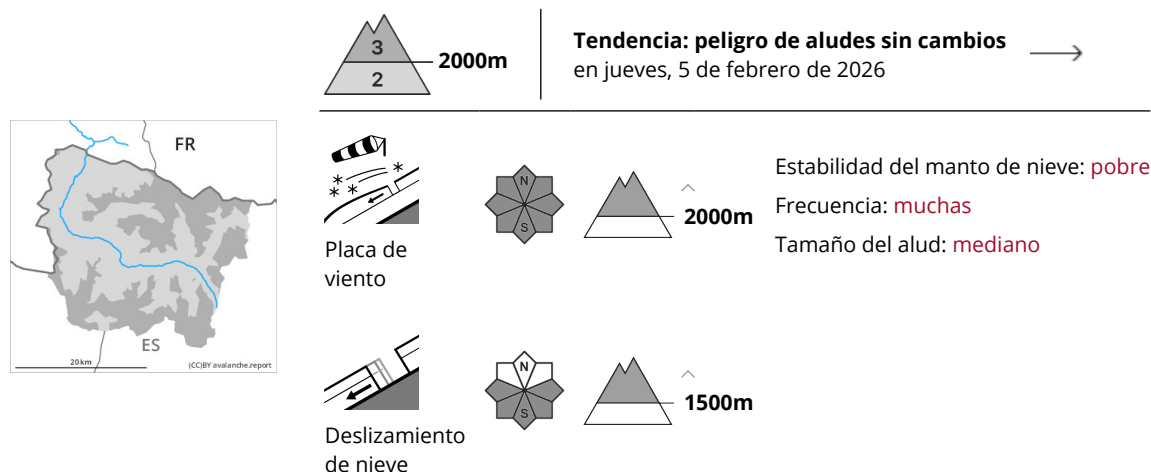 3
2000m
2
Tendencia: peligro de aludes sin cambios
en jueves, 5 de febrero de 2026
FR
ES
20 km
(CC)BY avalanche.report
N
S
2000m
Placa de
viento
Estabilidad del manto de nieve: pobre
Frecuencia: muchas
Tamaño del alud: mediano
N
S
1500m
Deslizamiento
de nieve